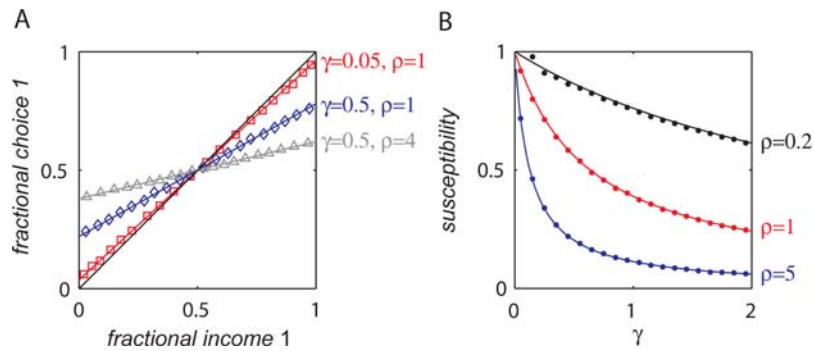 A
fractional choice 1
1
0.5
0
0
0.5
1
fractional income 1
γ=0.05, ρ=1
γ=0.5, ρ=1
γ=0.5, ρ=4
B
susceptibility
1
0.5
0
0
1
2
γ
ρ=0.2
ρ=1
ρ=5